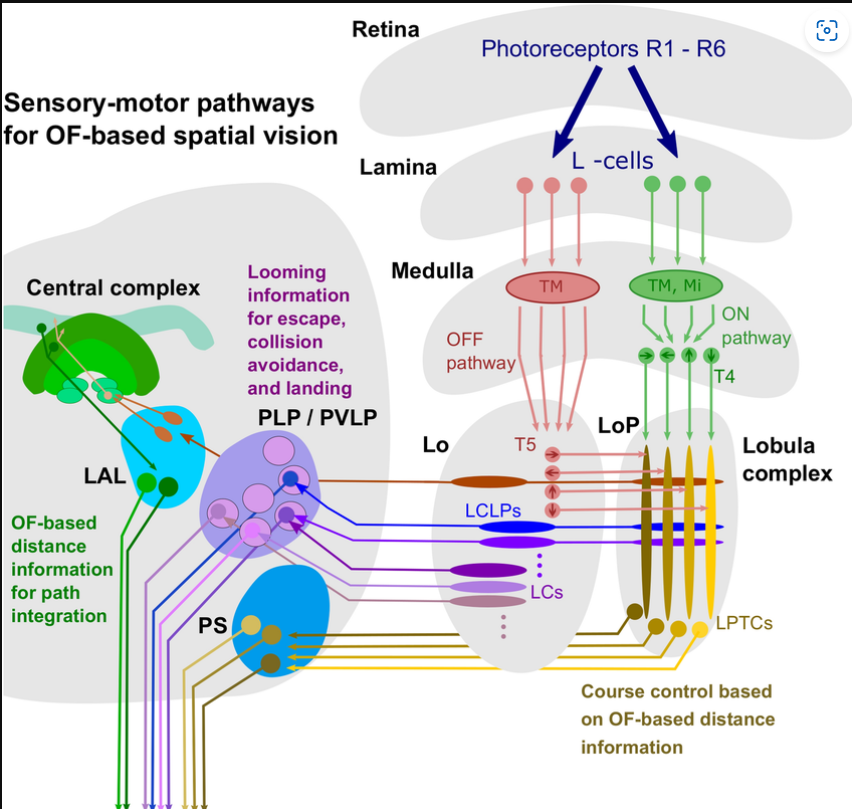 Retina
Photoreceptors R1 - R6
Sensory-motor pathways
for OF-based spatial vision
Lamina
L -cells
Medulla
TM
TM, Mi
Central complex
Looming
information
for escape,
collision
avoidance,
and landing
OFF
pathway
ON
pathway
T4
PLP / PVLP
Lo
T5
LoP
Lobula
complex
LAL
LCLPs
OF-based
distance
information
for path
integration
LCs
PS
LPTCs
Course control based
on OF-based distance
information